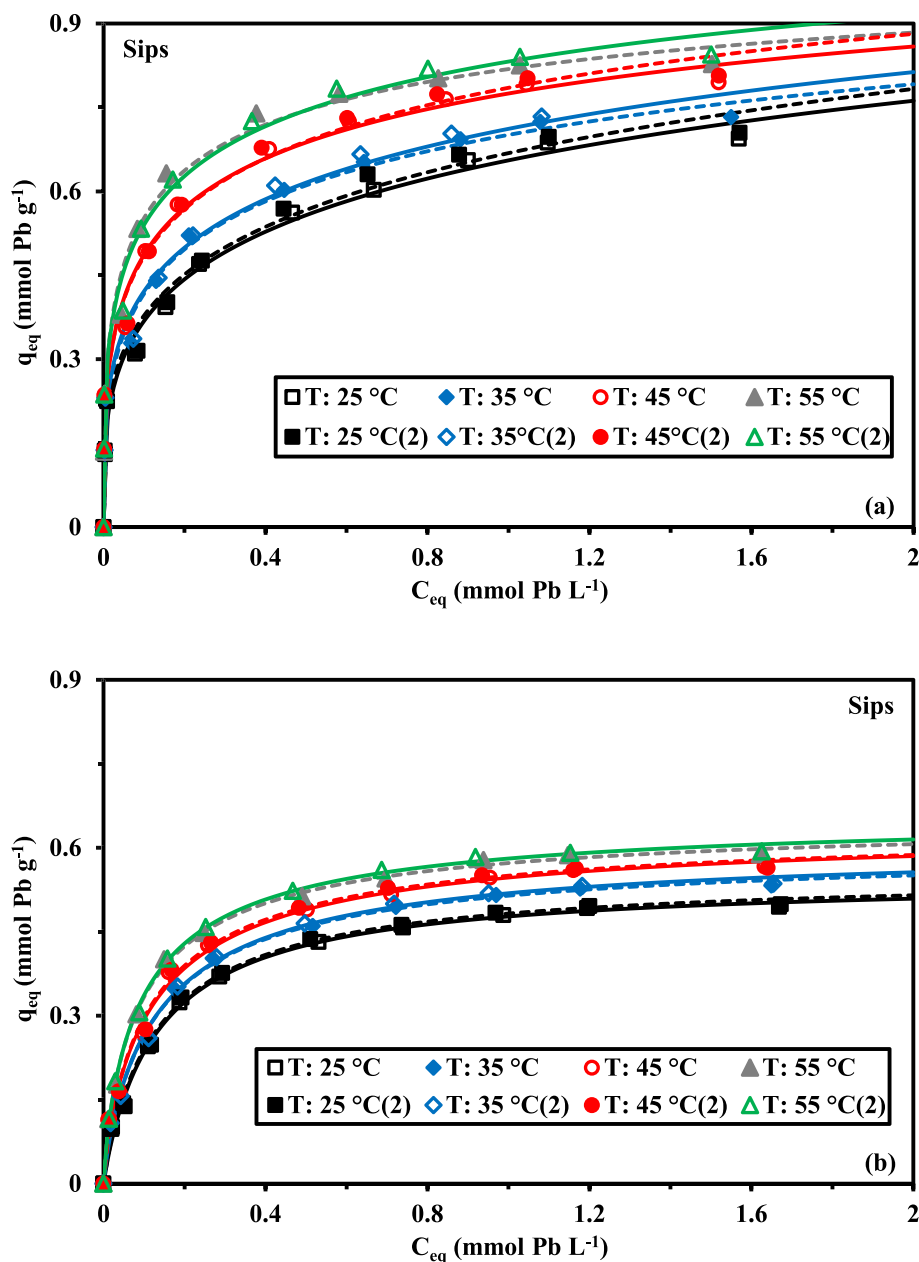 Sips
0.9
0.6
0.3
0
q_eq (mmol Pb g⁻¹)
T: 25 °C T: 35 °C T: 45 °C T: 55 °C
T: 25 °C(2) T: 35°C(2) T: 45°C(2) T: 55 °C(2)
(a)
0 0.4 0.8 1.2 1.6 2
C_eq (mmol Pb L⁻¹)
Sips
0.9
0.6
0.3
0
q_eq (mmol Pb g⁻¹)
T: 25 °C T: 35 °C T: 45 °C T: 55 °C
T: 25 °C(2) T: 35 °C(2) T: 45 °C(2) T: 55 °C(2)
(b)
0 0.4 0.8 1.2 1.6 2
C_eq (mmol Pb L⁻¹)